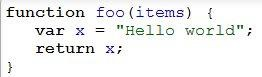 function foo(items) {
    var x = "Hello world";
    return x;
}